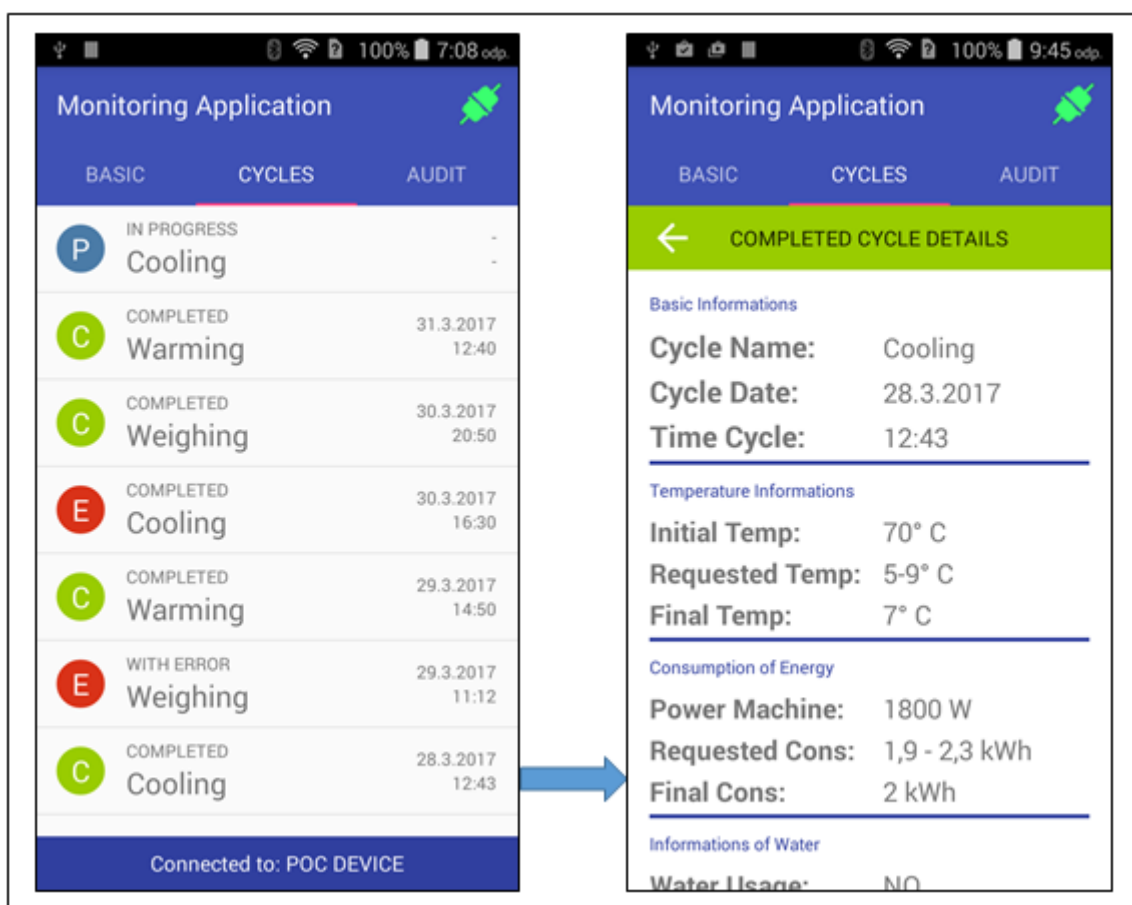 100% 7:08 odp.
Monitoring Application
BASIC CYCLES AUDIT
P
IN PROGRESS -
Cooling -
C
COMPLETED 31.3.2017
Warming 12:40
C
COMPLETED 30.3.2017
Weighing 20:50
E
COMPLETED 30.3.2017
Cooling 16:30
C
COMPLETED 29.3.2017
Warming 14:50
E
WITH ERROR 29.3.2017
Weighing 11:12
C
COMPLETED 28.3.2017
Cooling 12:43
Connected to: POC DEVICE
100% 9:45 odp.
Monitoring Application
BASIC CYCLES AUDIT
COMPLETED CYCLE DETAILS
Basic Informations
Cycle Name: Cooling
Cycle Date: 28.3.2017
Time Cycle: 12:43
Temperature Informations
Initial Temp: 70° C
Requested Temp: 5-9° C
Final Temp: 7° C
Consumption of Energy
Power Machine: 1800 W
Requested Cons: 1,9 - 2,3 kWh
Final Cons: 2 kWh
Informations of Water
Water Usage: NO